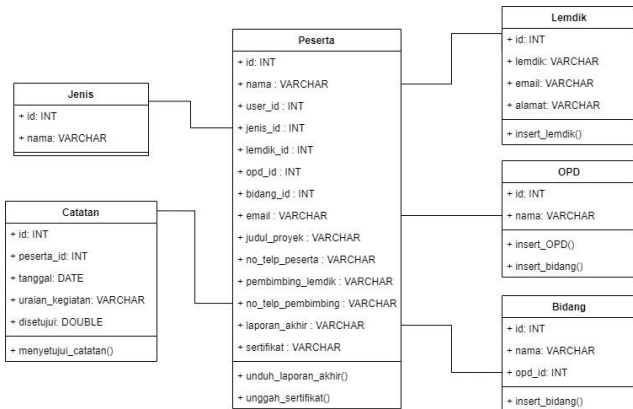 Jenis
+ id: INT
+ nama: VARCHAR
Catatan
+ id: INT
+ peserta_id: INT
+ tanggal: DATE
+ uraian_kegiatan: VARCHAR
+ disetujui: DOUBLE
+ menyetujui_catatan()
Peserta
+ id: INT
+ nama : VARCHAR
+ user_id : INT
+ jenis_id : INT
+ lemdik_id : INT
+ opd_id : INT
+ bidang_id : INT
+ email : VARCHAR
+ judul_proyek : VARCHAR
+ no_telp_peserta : VARCHAR
+ pembimbing_lemdik : VARCHAR
+ no_telp_pembimbing : VARCHAR
+ laporan_akhir : VARCHAR
+ sertifikat : VARCHAR
+ unduh_laporan_akhir()
+ unggah_sertifikat()
Lemdik
+ id: INT
+ lemdik: VARCHAR
+ email: VARCHAR
+ alamat: VARCHAR
+ insert_lemdik()
OPD
+ id: INT
+ nama: VARCHAR
+ insert_OPD()
+ insert_bidang()
Bidang
+ id: INT
+ nama: VARCHAR
+ opd_id: INT
+ insert_bidang()